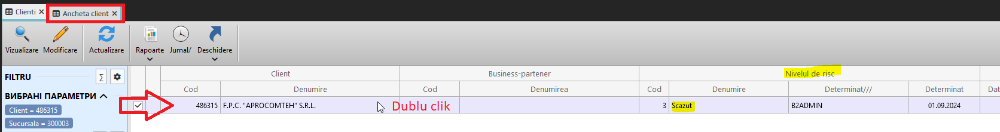 Clienti ✕ Ancheta client ✕
Vizualizare Modificare Actualizare Rapoarte Jurnal/ Deschidere
FILTRU ∑
ВИБРАНІ ПАРАМЕТРИ
Client = 486315
Sucursala = 300003
Client Business-partener Nivelul de risc
Cod Denumire Cod Denumirea Cod Denumire Determinat/// Determinat Dat
486315 F.P.C. "APROCOMTEH" S.R.L. Dublu clik 3 Scazut B2ADMIN 01.09.2024